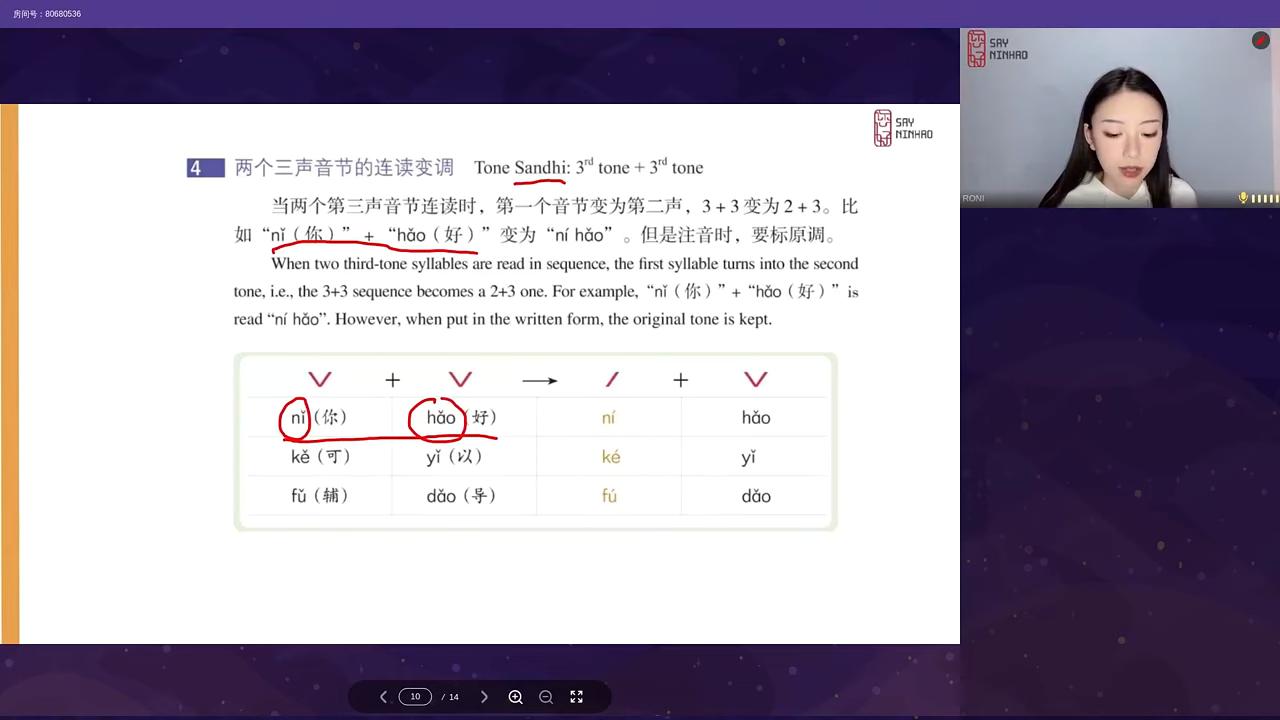 房间号：80680536
SAY
NINHAO
SAY
NINHAO
RONI
4 两个三声音节的连读变调 Tone Sandhi: 3rd tone + 3rd tone
当两个第三声音节连读时，第一个音节变为第二声，3 + 3 变为 2 + 3。比
如 “nǐ（你）” + “hǎo（好）” 变为 “ní hǎo” 。但是注音时，要标原调。
When two third-tone syllables are read in sequence, the first syllable turns into the second
tone, i.e., the 3+3 sequence becomes a 2+3 one. For example, “nǐ（你）” + “hǎo（好）” is
read “ní hǎo”. However, when put in the written form, the original tone is kept.
ˇ + ˇ → ˊ + ˇ
nǐ（你） hǎo（好） ní hǎo
kě（可） yǐ（以） ké yǐ
fǔ（辅） dǎo（导） fú dǎo
10 / 14